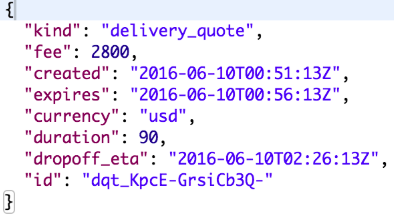 {
"kind": "delivery_quote",
"fee": 2800,
"created": "2016-06-10T00:51:13Z",
"expires": "2016-06-10T00:56:13Z",
"currency": "usd",
"duration": 90,
"dropoff_eta": "2016-06-10T02:26:13Z",
"id": "dqt_KpcE-GrsiCb3Q-"
}